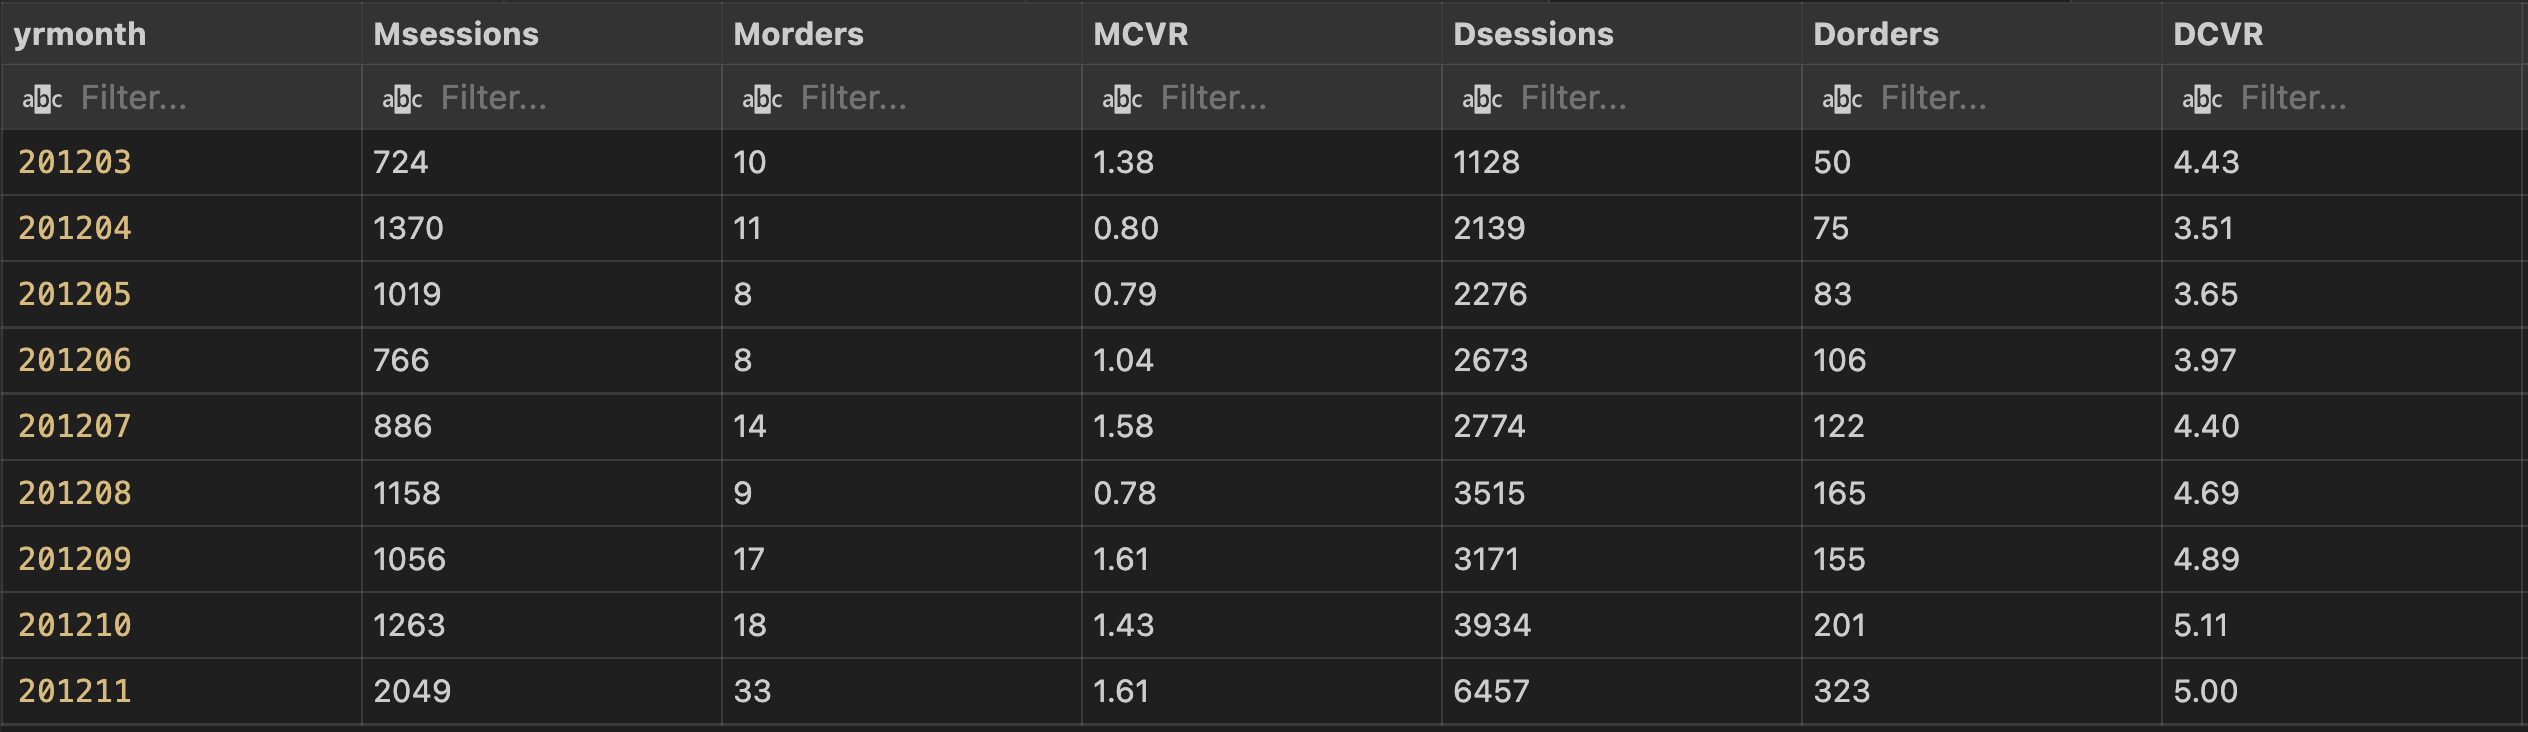 yrmonth Msessions Morders MCVR Dsessions Dorders DCVR
abc Filter... abc Filter... abc Filter... abc Filter... abc Filter... abc Filter... abc Filter...
201203 724 10 1.38 1128 50 4.43
201204 1370 11 0.80 2139 75 3.51
201205 1019 8 0.79 2276 83 3.65
201206 766 8 1.04 2673 106 3.97
201207 886 14 1.58 2774 122 4.40
201208 1158 9 0.78 3515 165 4.69
201209 1056 17 1.61 3171 155 4.89
201210 1263 18 1.43 3934 201 5.11
201211 2049 33 1.61 6457 323 5.00